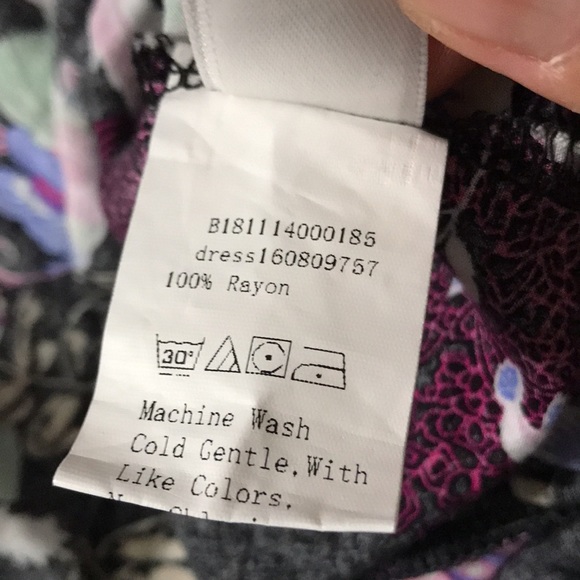 B181114000185
dress160809757
100% Rayon
30°
Machine Wash
Cold Gentle.With
Like Colors.